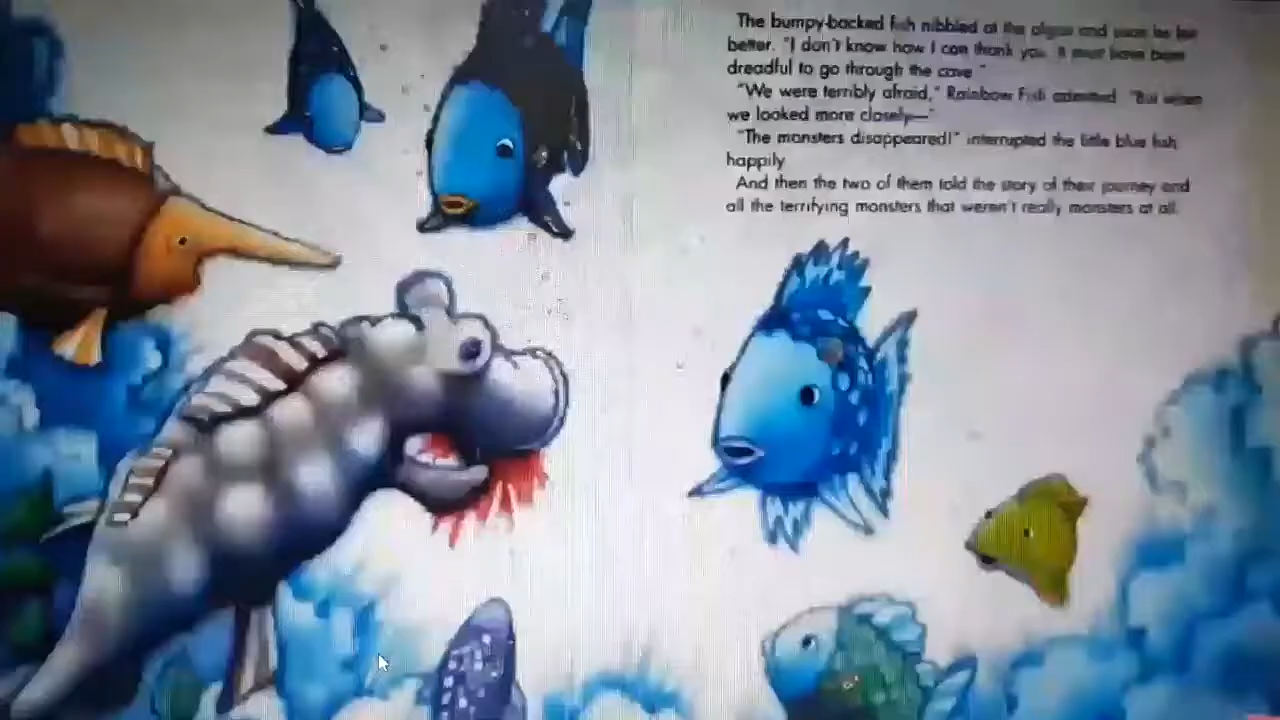 The bumpy-backed fish nibbled at the algae and soon he felt
better. "I don't know how I can thank you. It must have been
dreadful to go through the cave."
"We were terribly afraid," Rainbow Fish admitted. "But when
we looked more closely—"
"The monsters disappeared!" interrupted the little blue fish
happily.
And then the two of them told the story of their journey and
all the terrifying monsters that weren't really monsters at all.